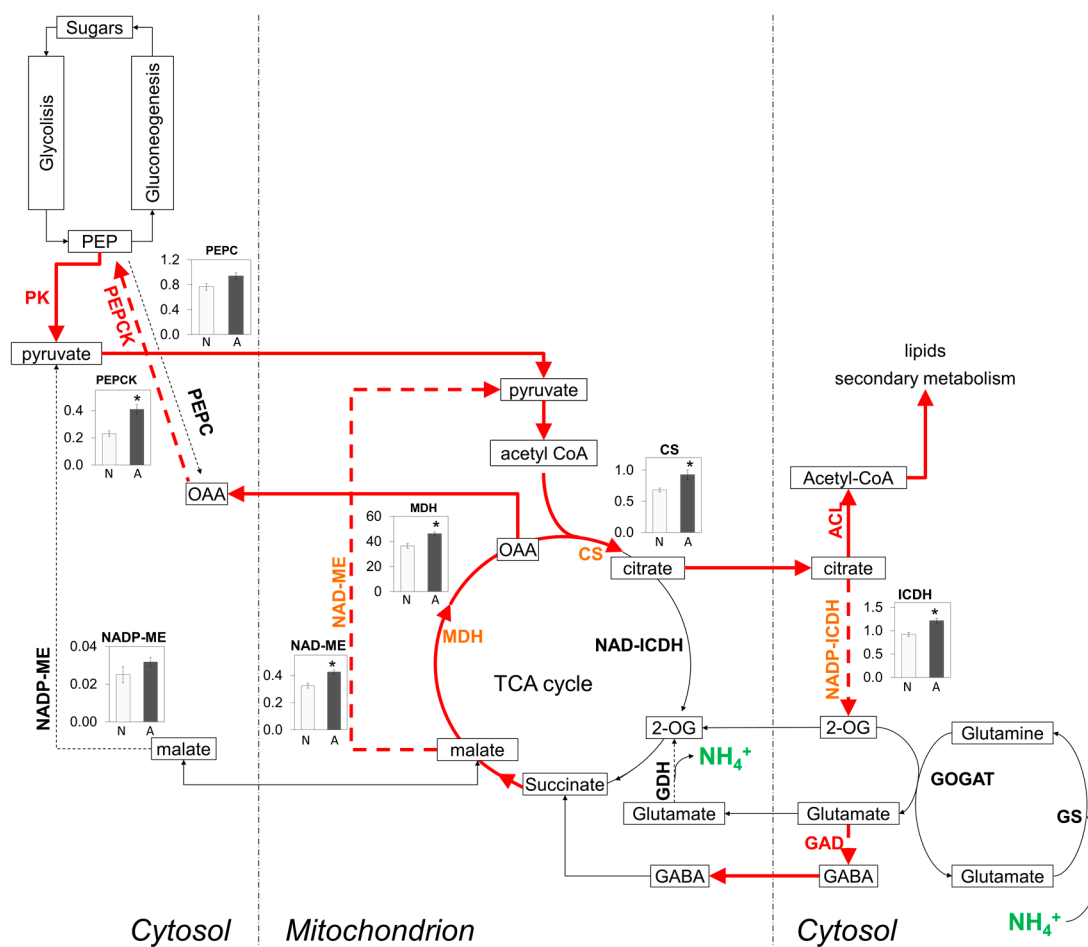 Sugars
Glycolisis
Gluconeogenesis
PEP
PEPC
1.2
0.8
0.4
0.0
N A
PK
PEPCK
PEPC
pyruvate
PEPCK
0.4
0.2
0.0
N A
OAA
pyruvate
acetyl CoA
lipids
secondary metabolism
CS
1.0
0.5
0.0
N A
Acetyl-CoA
ACL
MDH
60
40
20
0
N A
OAA
CS
citrate
citrate
ICDH
1.5
1.0
0.5
0.0
N A
NADP-ICDH
NAD-ME
MDH
NAD-ICDH
TCA cycle
NADP-ME
NADP-ME
0.04
0.02
0.00
N A
NAD-ME
0.4
0.2
0.0
N A
malate
malate
2-OG
2-OG
Glutamine
NH4+
GDH
GOGAT
Succinate
Glutamate
Glutamate
GS
GAD
GABA
GABA
Glutamate
NH4+
Cytosol
Mitochondrion
Cytosol